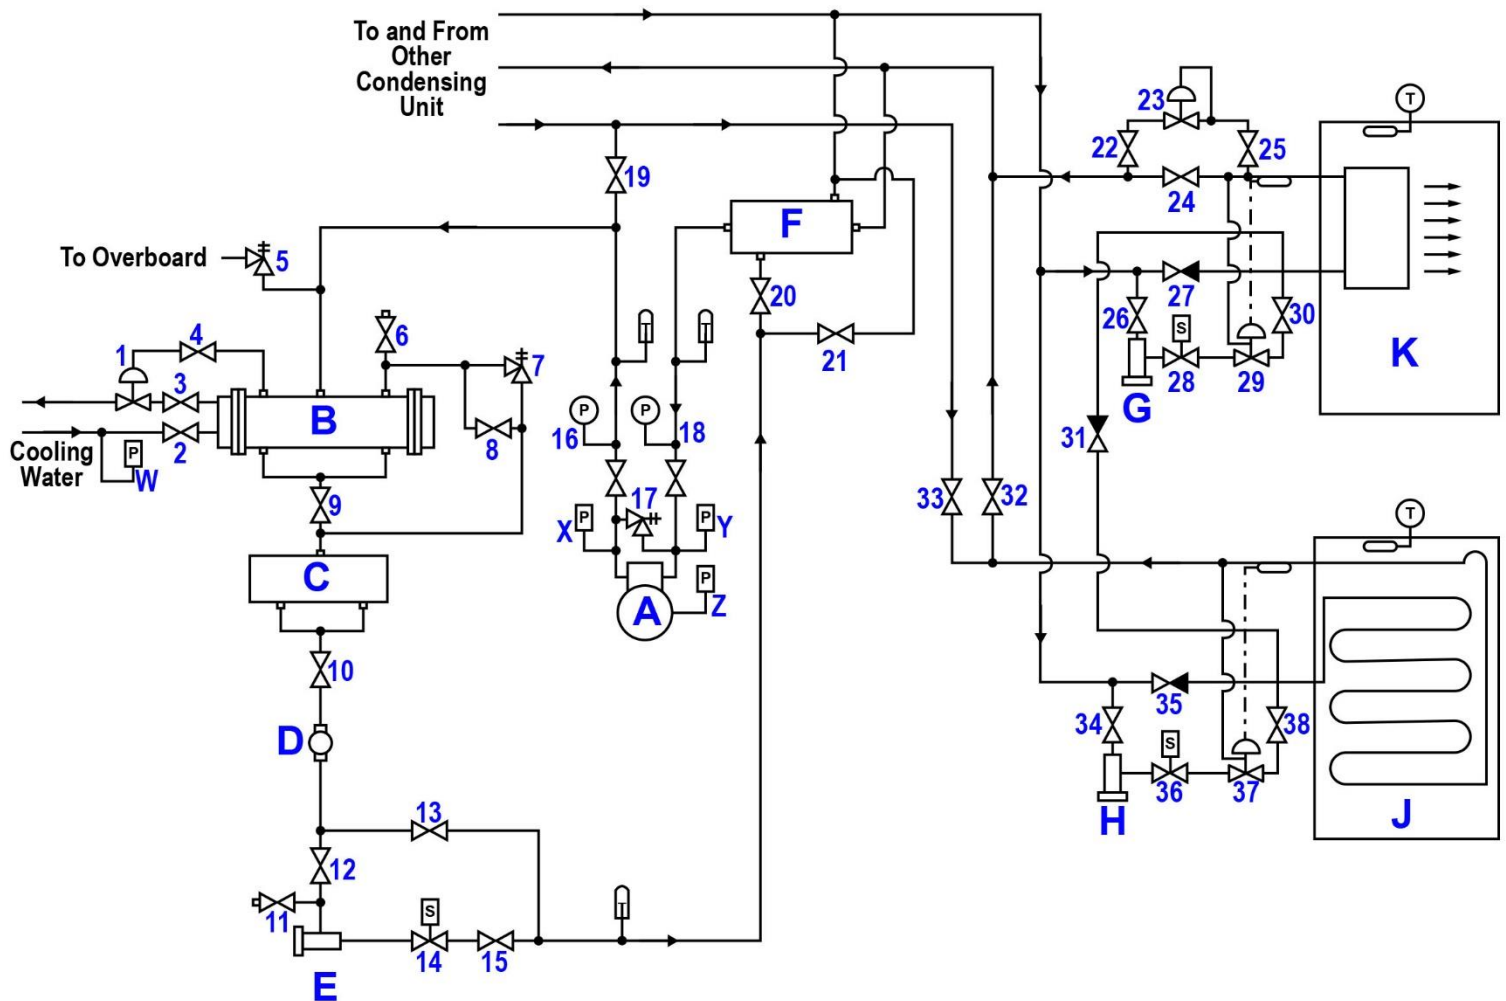 To and From
Other
Condensing
Unit
23
T
22
25
19
24
F
To Overboard
5
20
27
26
30
K
S
4
6
1
T
T
21
3
7
28
29
G
B
P
P
16
18
31
2
8
Cooling
Water
P
W
9
17
33
32
X
P
P
Y
T
C
A
P
Z
10
35
34
38
D
S
36
37
13
H
J
12
11
S
T
14
15
E